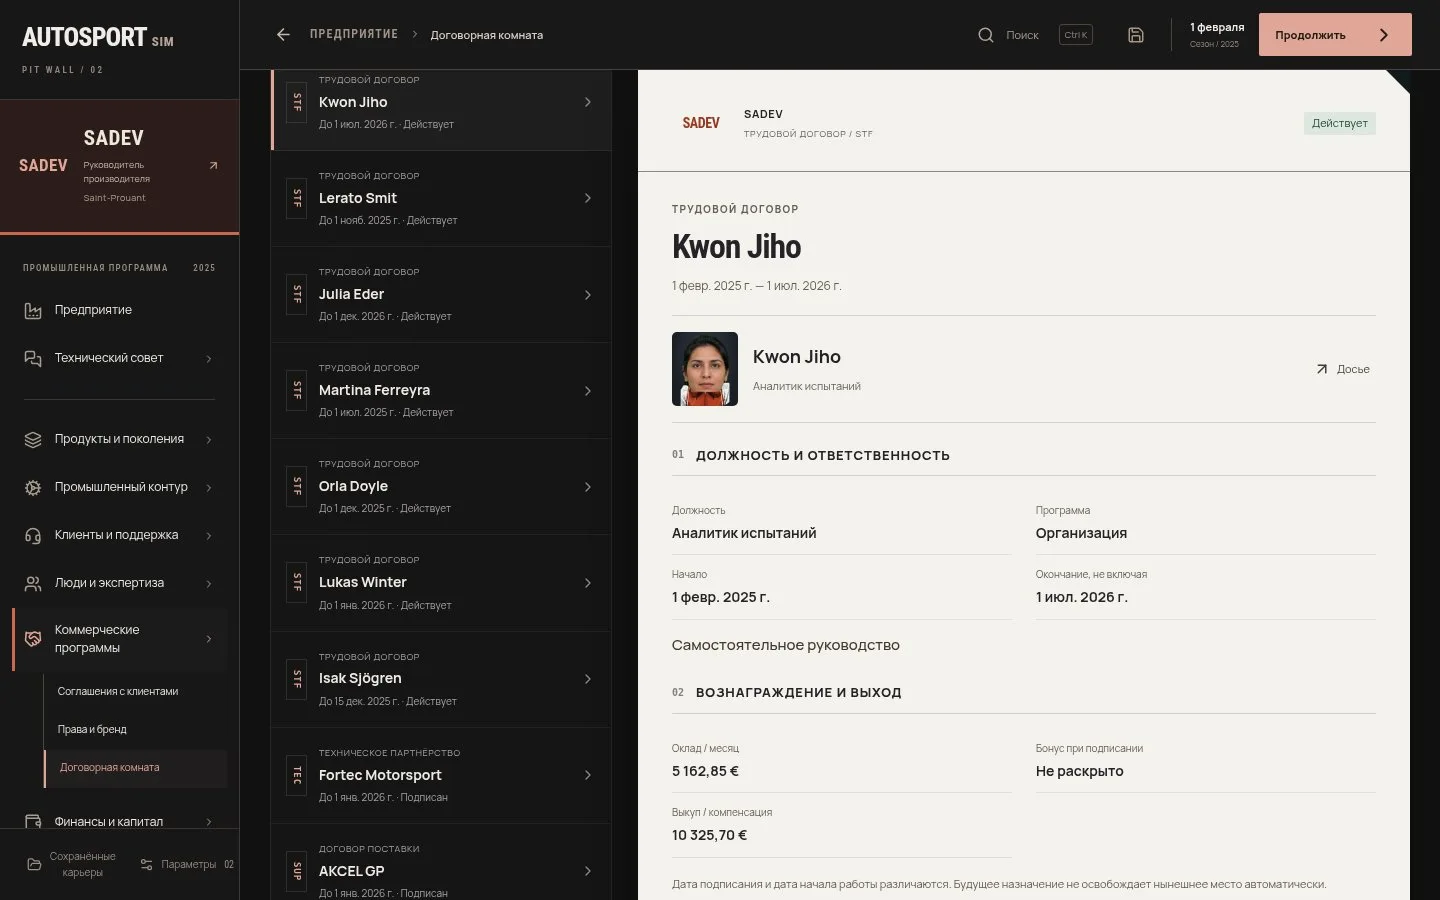 AUTOSPORT SIM
PIT WALL / 02
SADEV
SADEV
Руководитель
производителя
Saint-Prouant
ПРОМЫШЛЕННАЯ ПРОГРАММА 2025
Предприятие
Технический совет
Продукты и поколения
Промышленный контур
Клиенты и поддержка
Люди и экспертиза
Коммерческие
программы
Соглашения с клиентами
Права и бренд
Договорная комната
Финансы и капитал
Сохранённые
карьеры
Параметры 02
ПРЕДПРИЯТИЕ
Договорная комната
Поиск
Ctrl K
1 февраля
Сезон / 2025
Продолжить
STF
ТРУДОВОЙ ДОГОВОР
Kwon Jiho
До 1 июл. 2026 г. · Действует
STF
ТРУДОВОЙ ДОГОВОР
Lerato Smit
До 1 нояб. 2025 г. · Действует
STF
ТРУДОВОЙ ДОГОВОР
Julia Eder
До 1 дек. 2026 г. · Действует
STF
ТРУДОВОЙ ДОГОВОР
Martina Ferreyra
До 1 июл. 2025 г. · Действует
STF
ТРУДОВОЙ ДОГОВОР
Orla Doyle
До 1 дек. 2025 г. · Действует
STF
ТРУДОВОЙ ДОГОВОР
Lukas Winter
До 1 янв. 2026 г. · Действует
STF
ТРУДОВОЙ ДОГОВОР
Isak Sjögren
До 15 дек. 2025 г. · Действует
TEC
ТЕХНИЧЕСКОЕ ПАРТНЁРСТВО
Fortec Motorsport
До 1 янв. 2026 г. · Подписан
SUP
ДОГОВОР ПОСТАВКИ
AKCEL GP
До 1 янв. 2026 г. · Подписан
SADEV
SADEV
ТРУДОВОЙ ДОГОВОР / STF
Действует
ТРУДОВОЙ ДОГОВОР
Kwon Jiho
1 февр. 2025 г. — 1 июл. 2026 г.
Kwon Jiho
Аналитик испытаний
Досье
01 ДОЛЖНОСТЬ И ОТВЕТСТВЕННОСТЬ
Должность
Аналитик испытаний
Программа
Организация
Начало
1 февр. 2025 г.
Окончание, не включая
1 июл. 2026 г.
Самостоятельное руководство
02 ВОЗНАГРАЖДЕНИЕ И ВЫХОД
Оклад / месяц
5 162,85 €
Бонус при подписании
Не раскрыто
Выкуп / компенсация
10 325,70 €
Дата подписания и дата начала работы различаются. Будущее назначение не освобождает нынешнее место автоматически.